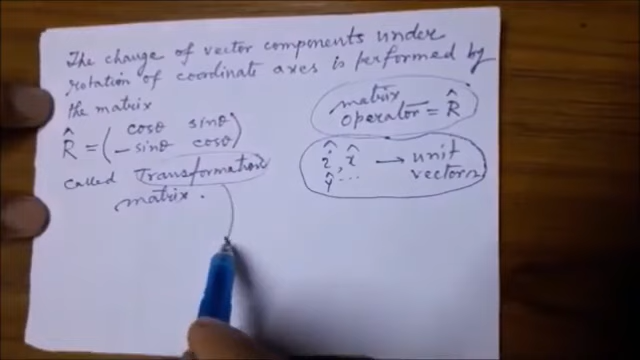 The change of vector components under
rotation of coordinate axes is performed by
the matrix
R̂ = ( cosθ sinθ
−sinθ cosθ )
called Transformation
matrix.
matrix
operator = R̂
î, x̂ → unit
ŷ ... vectors